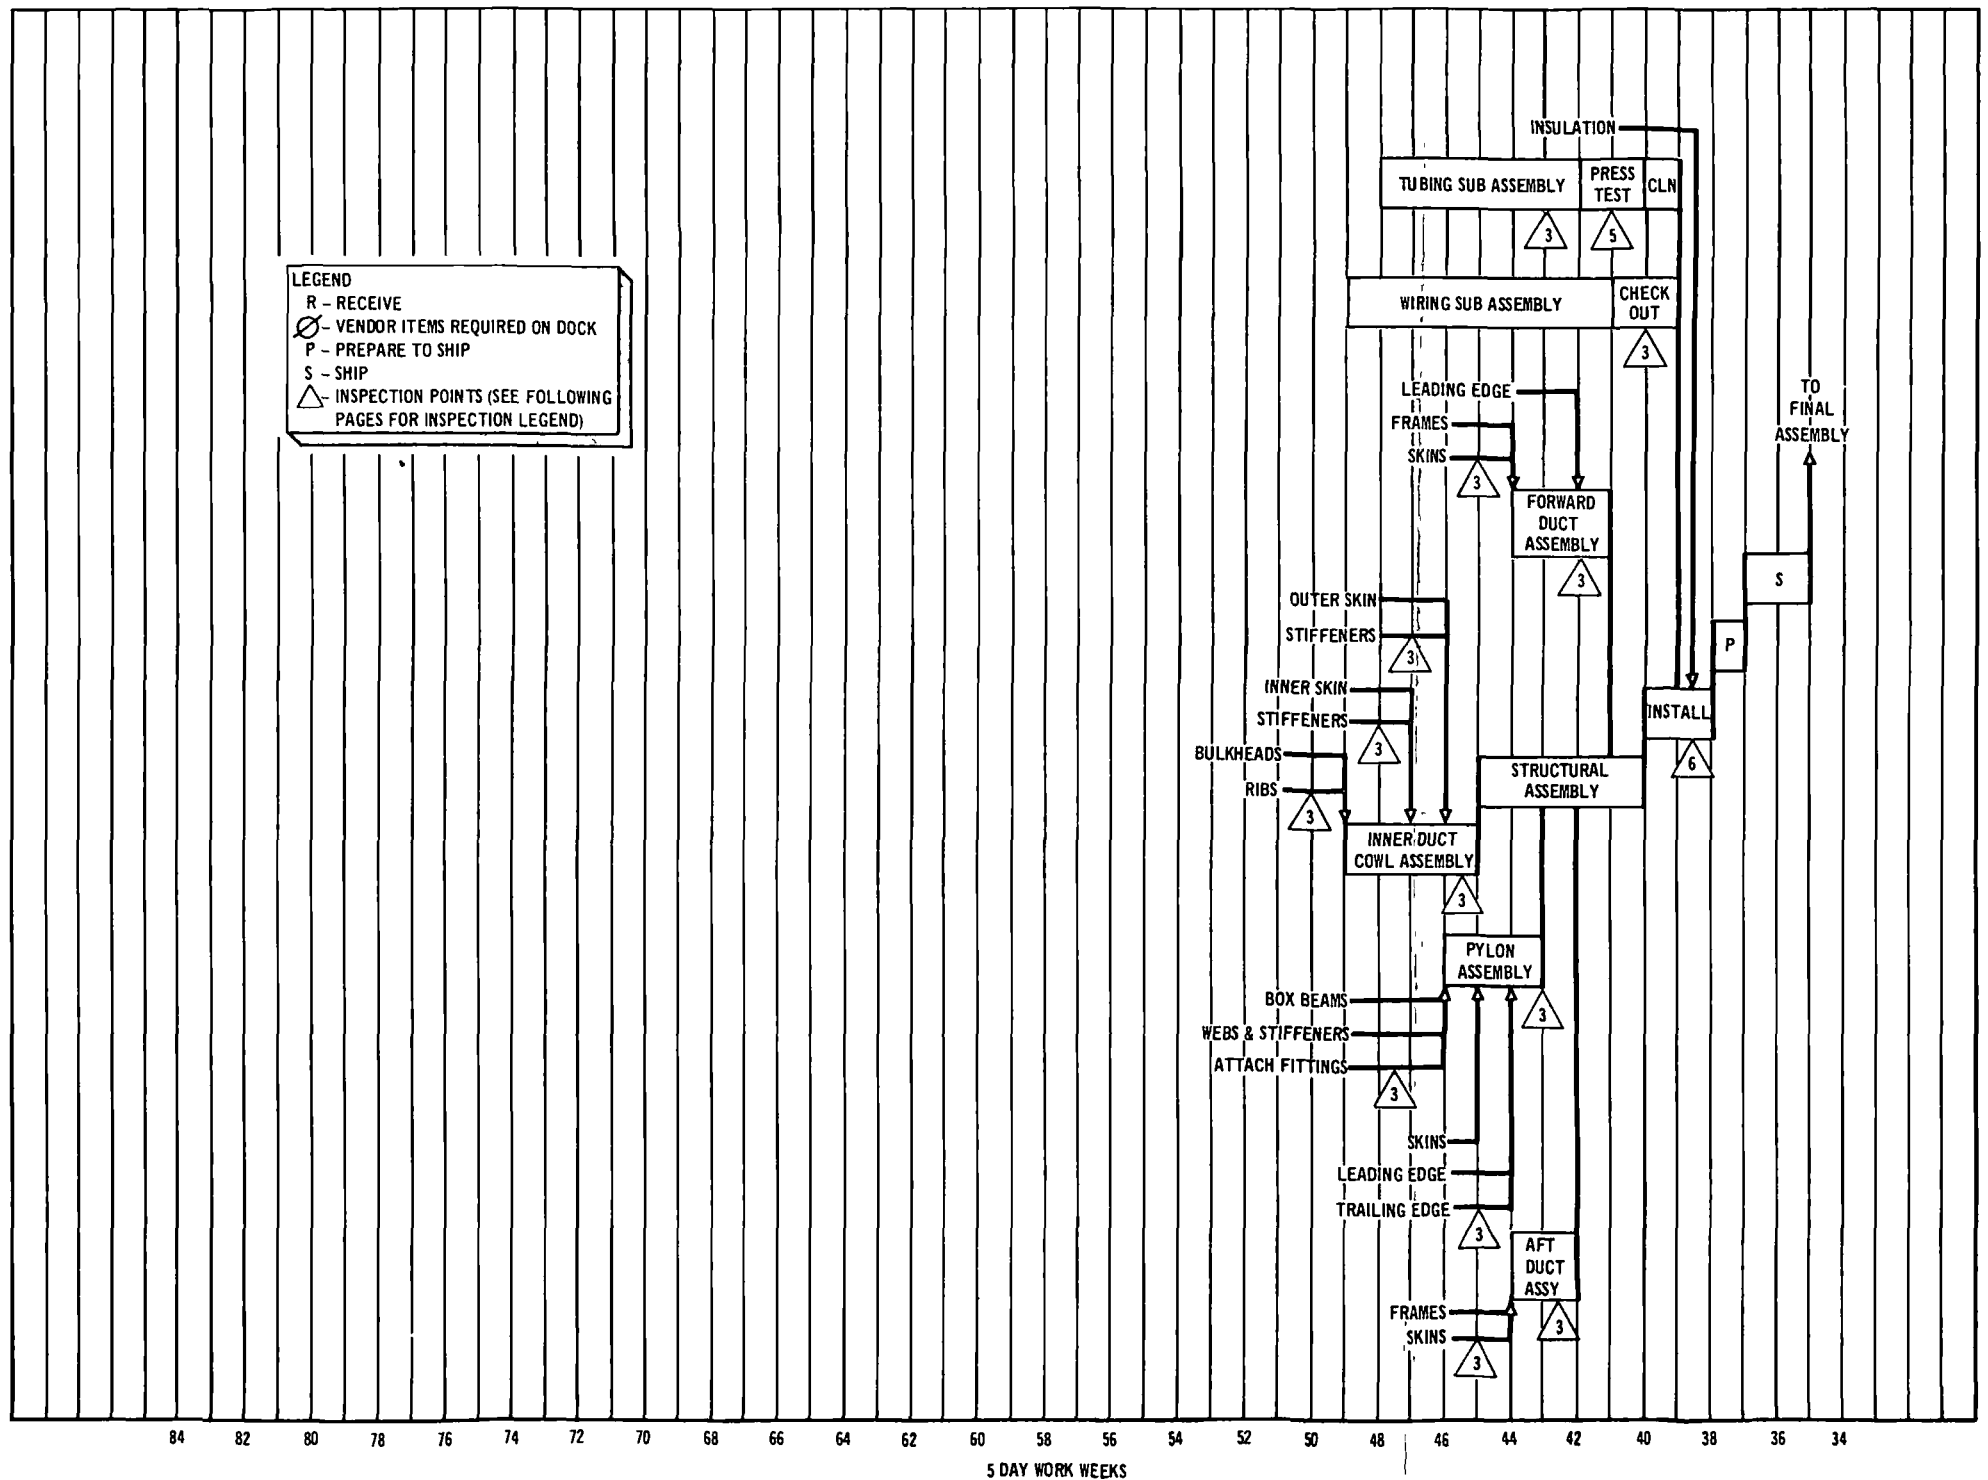 INSULATION
TUBING SUB ASSEMBLY
PRESS
TEST
CLN
3
5
LEGEND
R – RECEIVE
– VENDOR ITEMS REQUIRED ON DOCK
P – PREPARE TO SHIP
S – SHIP
– INSPECTION POINTS (SEE FOLLOWING
PAGES FOR INSPECTION LEGEND)
WIRING SUB ASSEMBLY
CHECK
OUT
3
LEADING EDGE
FRAMES
SKINS
3
TO
FINAL
ASSEMBLY
FORWARD
DUCT
ASSEMBLY
3
S
OUTER SKIN
STIFFENERS
3
P
INNER SKIN
STIFFENERS
3
INSTALL
6
BULKHEADS
RIBS
3
STRUCTURAL
ASSEMBLY
INNER DUCT
COWL ASSEMBLY
3
PYLON
ASSEMBLY
3
BOX BEAMS
WEBS & STIFFENERS
ATTACH FITTINGS
3
SKINS
LEADING EDGE
TRAILING EDGE
3
AFT
DUCT
ASSY
3
FRAMES
SKINS
3
84 82 80 78 76 74 72 70 68 66 64 62 60 58 56 54 52 50 48 46 44 42 40 38 36 34
5 DAY WORK WEEKS